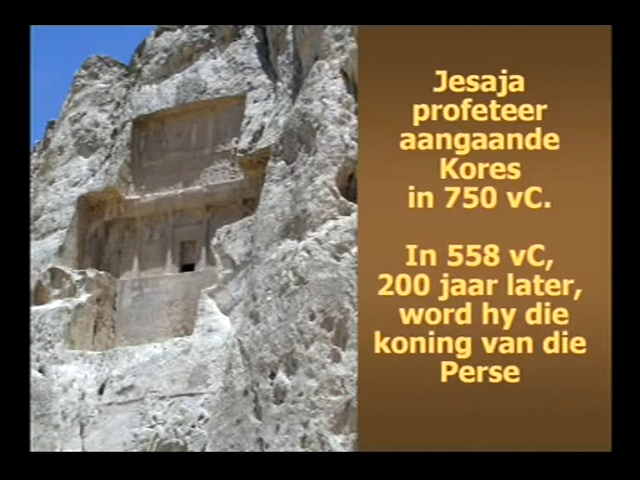 Jesaja
profeteer
aangaande
Kores
in 750 vC.
In 558 vC,
200 jaar later,
word hy die
koning van die
Perse